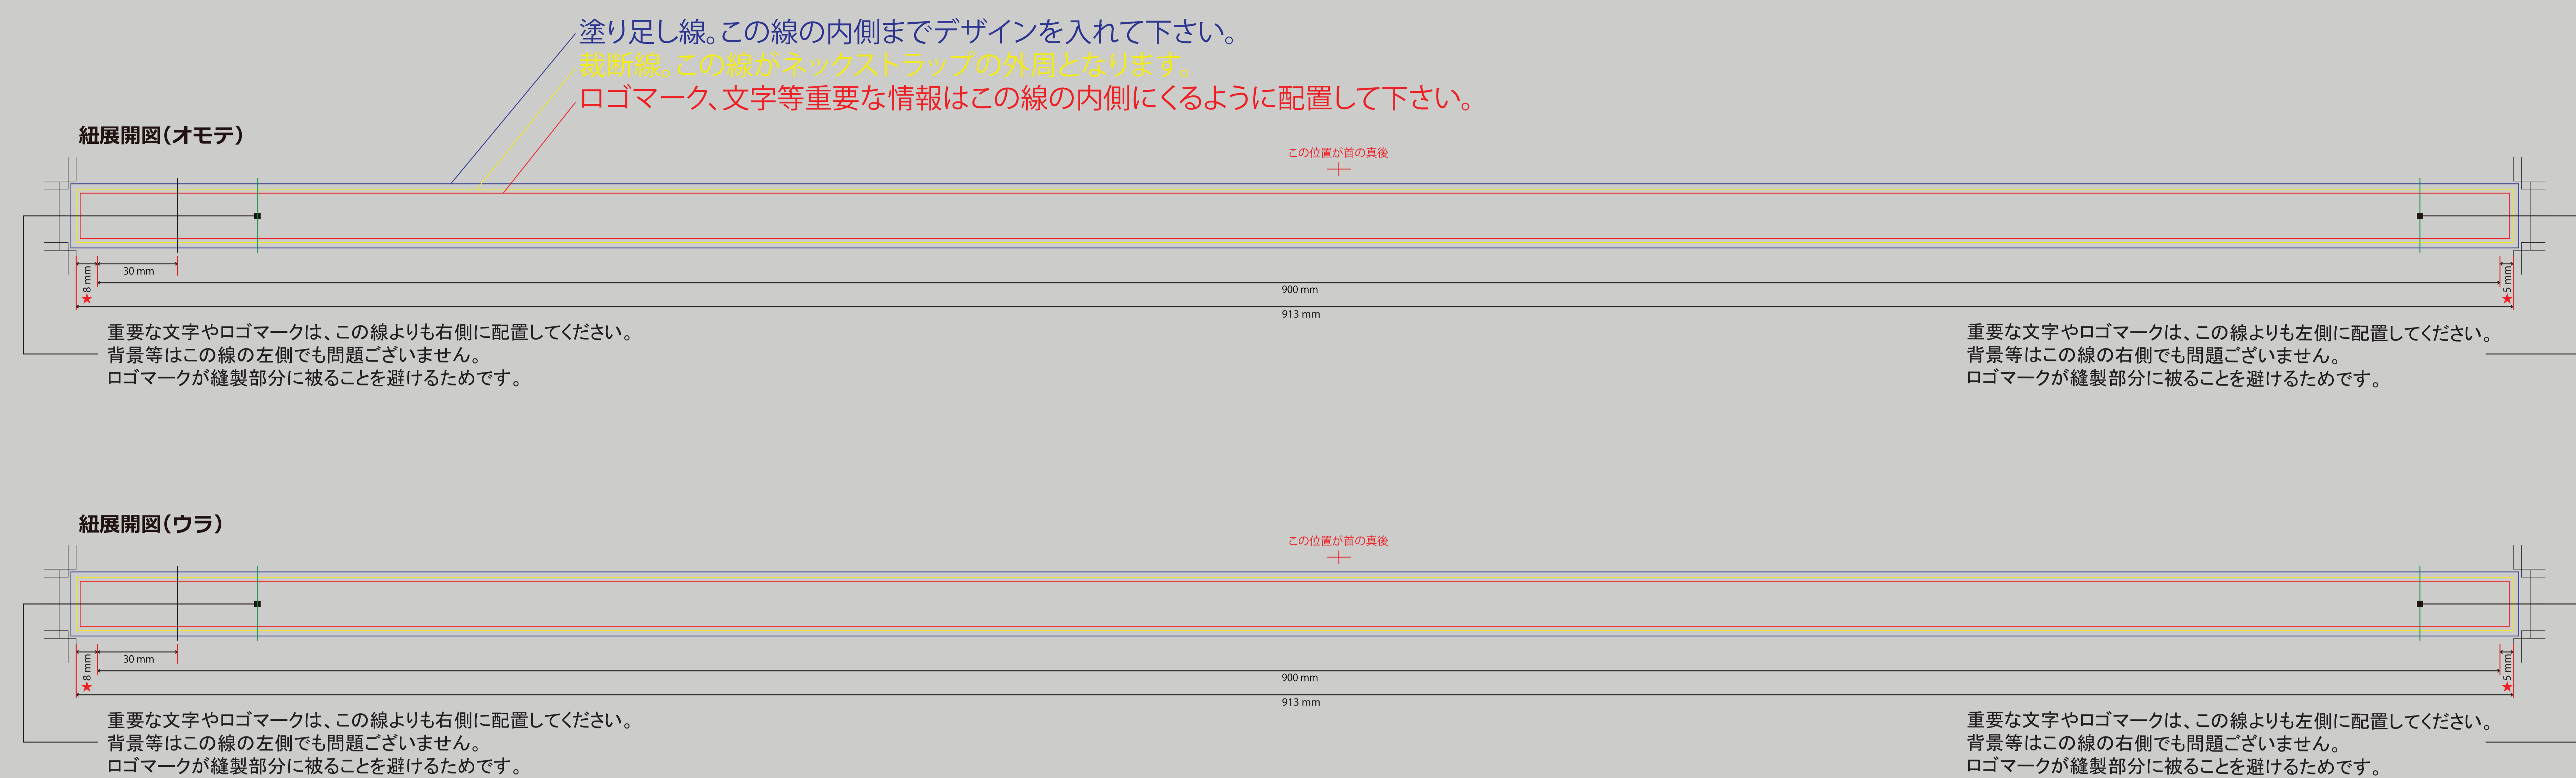 塗り足し線。この線の内側までデザインを入れて下さい。
裁断線。この線がネックストラップの外周となります。
ロゴマーク、文字等重要な情報はこの線の内側にくるように配置して下さい。
紐展開図(オモテ)
この位置が首の真後
30 mm
★8 mm
900 mm
★5 mm
913 mm
重要な文字やロゴマークは、この線よりも右側に配置してください。
背景等はこの線の左側でも問題ございません。
ロゴマークが縫製部分に被ることを避けるためです。
重要な文字やロゴマークは、この線よりも左側に配置してください。
背景等はこの線の右側でも問題ございません。
ロゴマークが縫製部分に被ることを避けるためです。
紐展開図(ウラ)
この位置が首の真後
30 mm
★8 mm
900 mm
★5 mm
913 mm
重要な文字やロゴマークは、この線よりも右側に配置してください。
背景等はこの線の左側でも問題ございません。
ロゴマークが縫製部分に被ることを避けるためです。
重要な文字やロゴマークは、この線よりも左側に配置してください。
背景等はこの線の右側でも問題ございません。
ロゴマークが縫製部分に被ることを避けるためです。